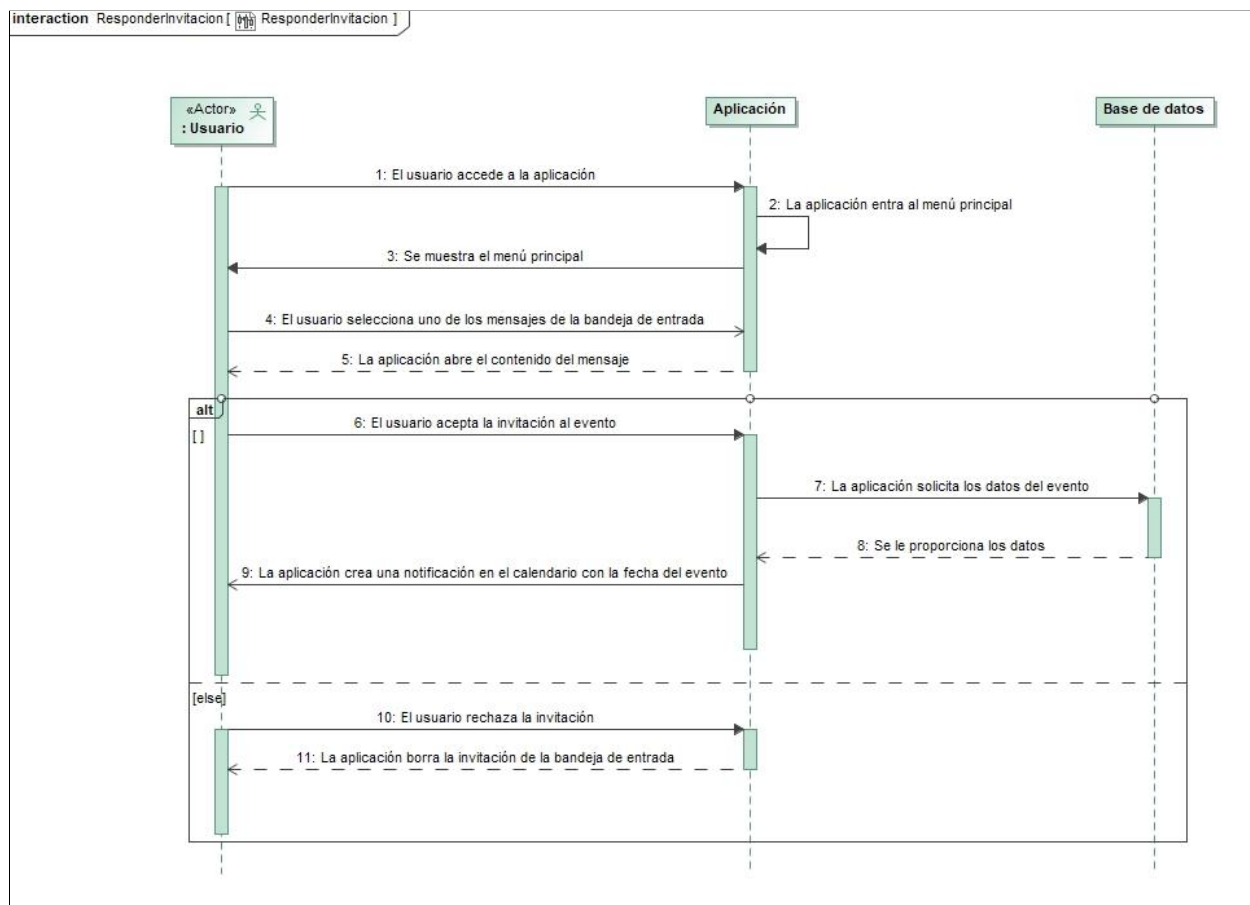 interaction ResponderInvitacion [ ResponderInvitacion ]
«Actor»
: Usuario
Aplicación
Base de datos
1: El usuario accede a la aplicación
2: La aplicación entra al menú principal
3: Se muestra el menú principal
4: El usuario selecciona uno de los mensajes de la bandeja de entrada
5: La aplicación abre el contenido del mensaje
alt
6: El usuario acepta la invitación al evento
[ ]
7: La aplicación solicita los datos del evento
8: Se le proporciona los datos
9: La aplicación crea una notificación en el calendario con la fecha del evento
[else]
10: El usuario rechaza la invitación
11: La aplicación borra la invitación de la bandeja de entrada